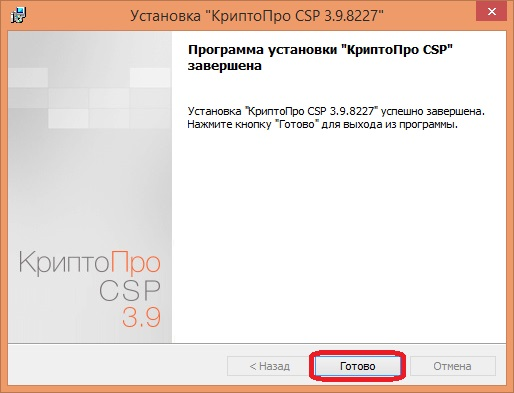 Установка "КриптоПро CSP 3.9.8227"
Программа установки "КриптоПро CSP"
завершена
Установка "КриптоПро CSP 3.9.8227" успешно завершена.
Нажмите кнопку "Готово" для выхода из программы.
КриптоПро
CSP
3.9
< Назад
Готово
Отмена